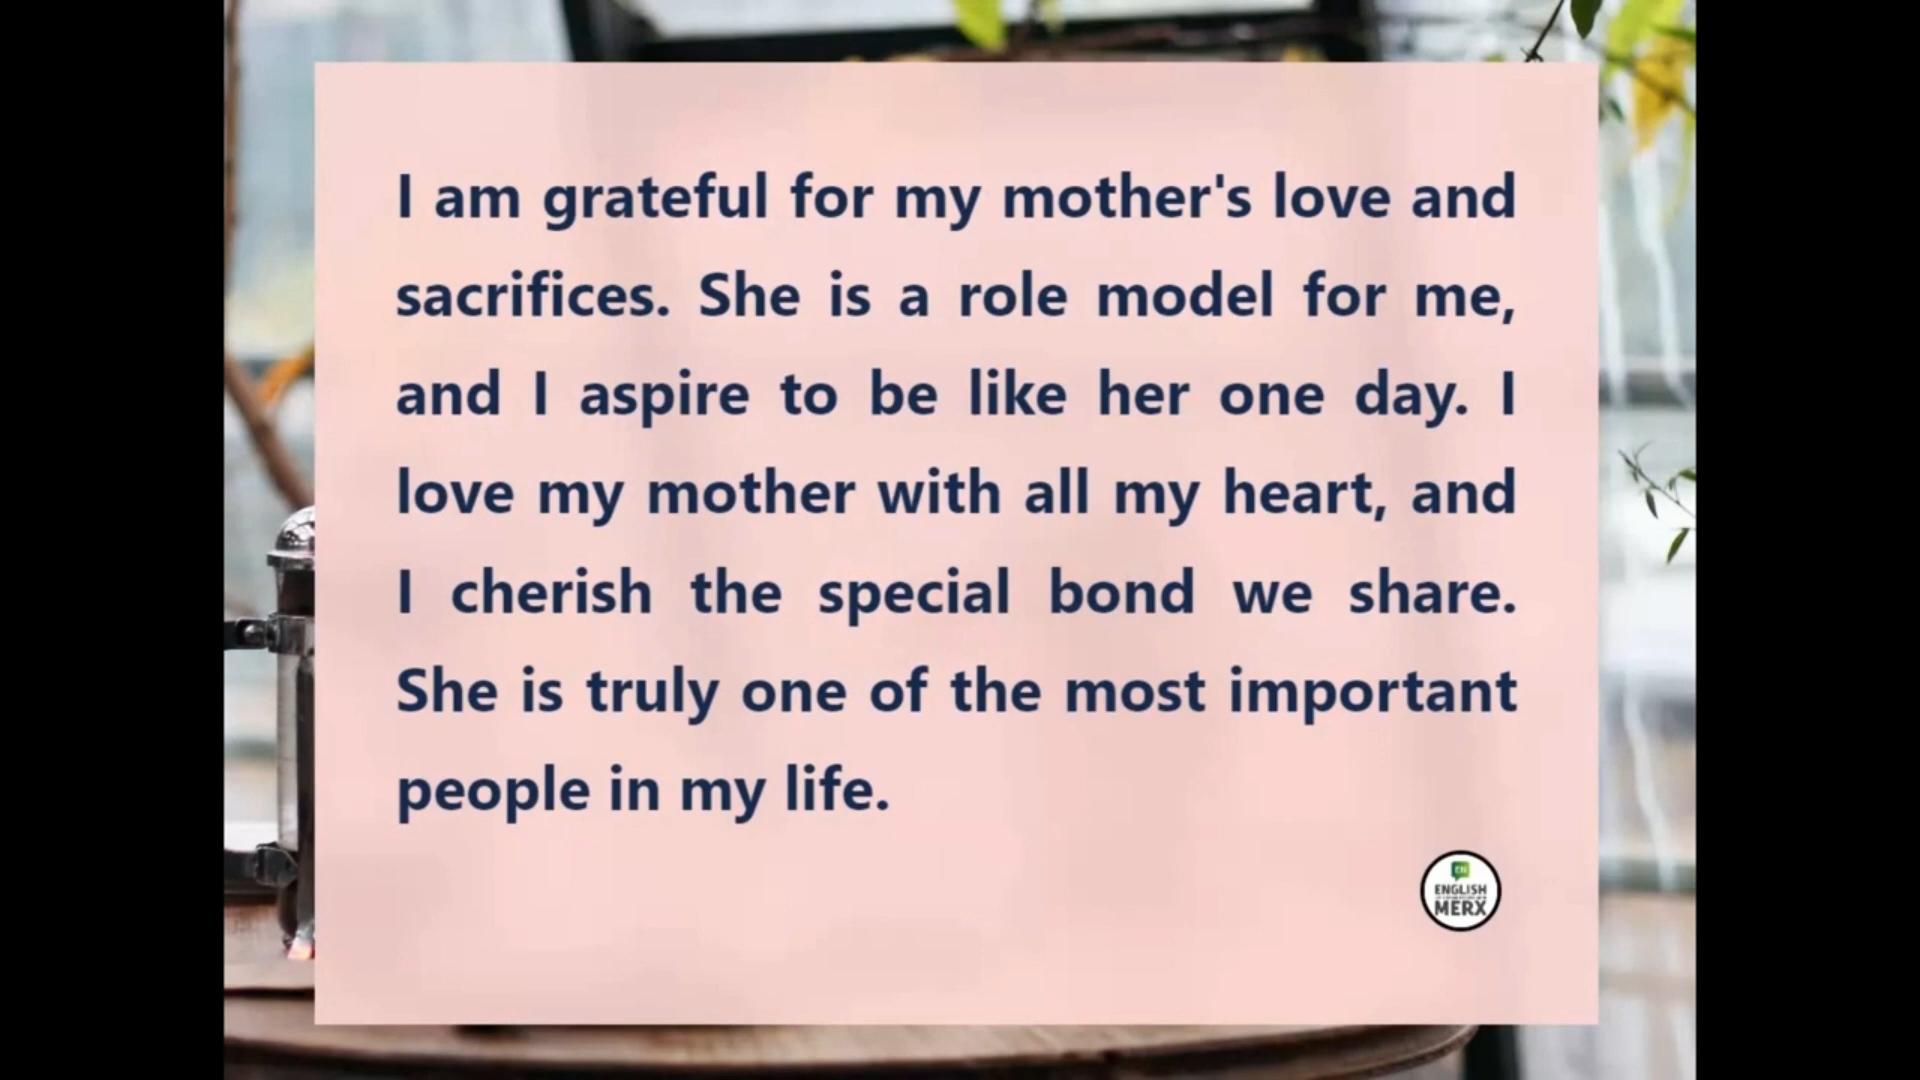 I am grateful for my mother's love and
sacrifices. She is a role model for me,
and I aspire to be like her one day. I
love my mother with all my heart, and
I cherish the special bond we share.
She is truly one of the most important
people in my life.
EN
ENGLISH
MERX